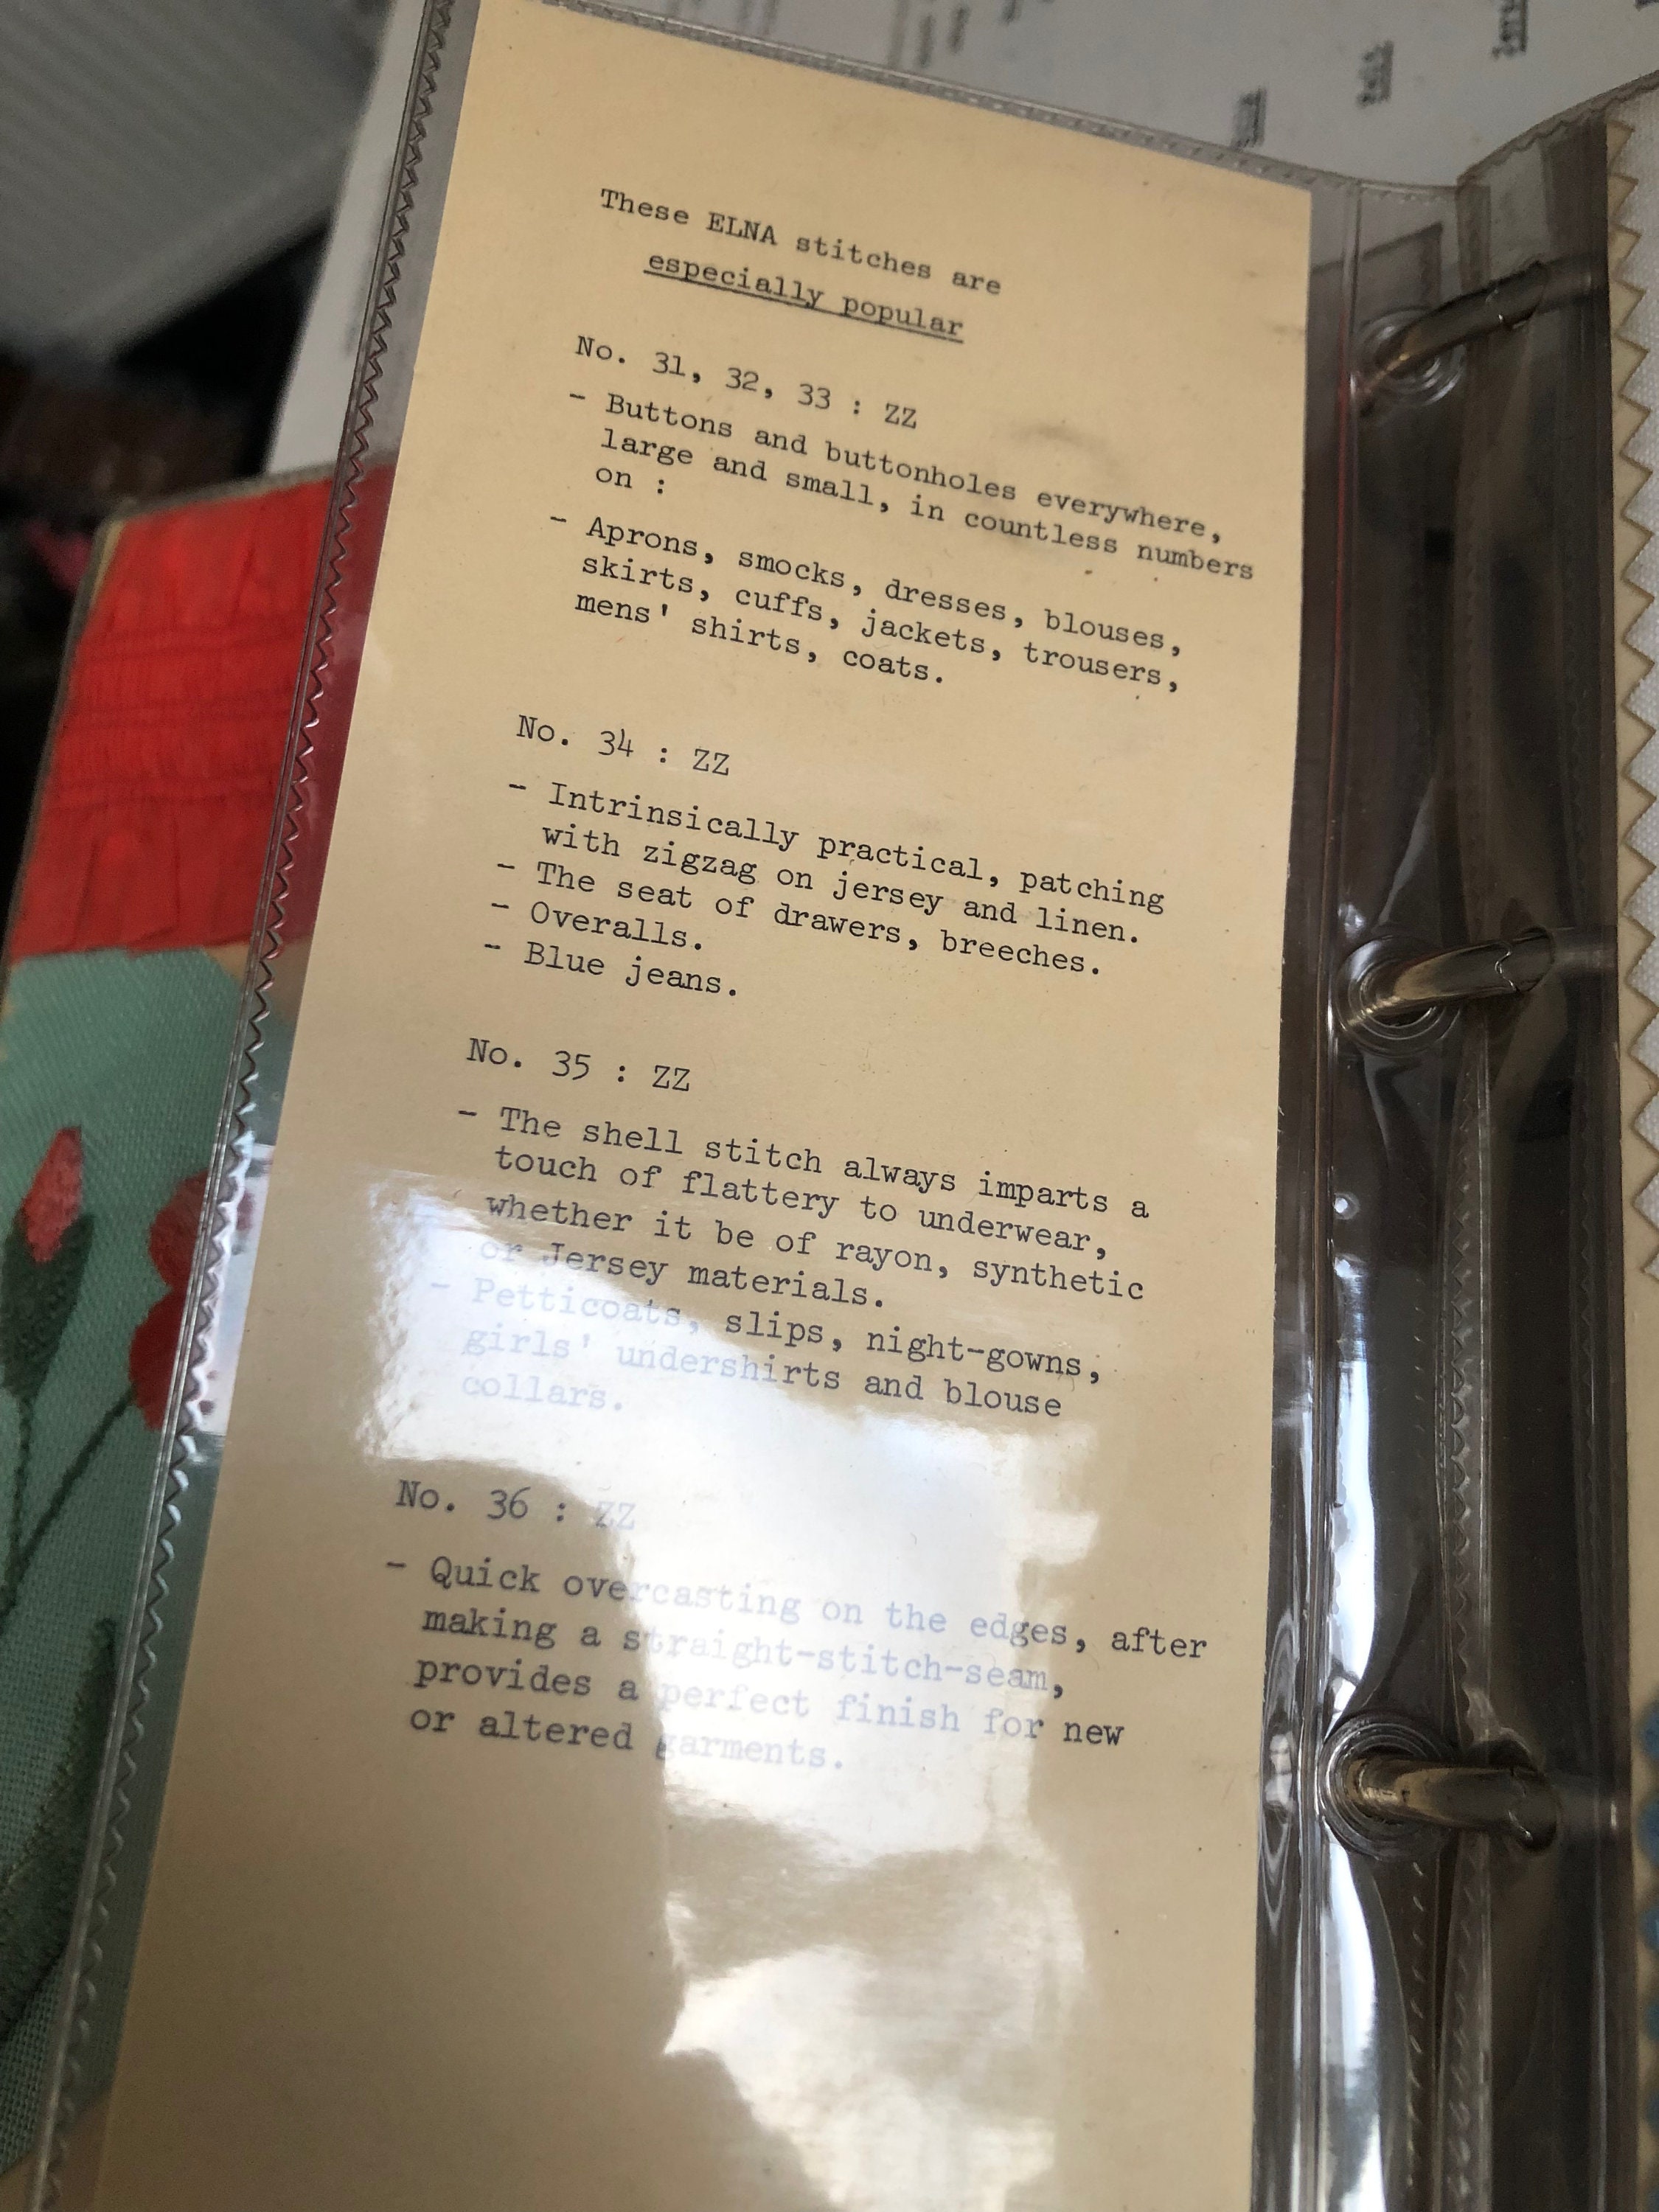 These ELNA stitches are
especially popular
No. 31, 32, 33 : ZZ
- Buttons and buttonholes everywhere,
large and small, in countless numbers
on :
- Aprons, smocks, dresses, blouses,
skirts, cuffs, jackets, trousers,
mens' shirts, coats.
No. 34 : ZZ
- Intrinsically practical, patching
with zigzag on jersey and linen.
- The seat of drawers, breeches.
- Overalls.
- Blue jeans.
No. 35 : ZZ
- The shell stitch always imparts a
touch of flattery to underwear,
whether it be of rayon, synthetic
or Jersey materials.
- Petticoats, slips, night-gowns,
girls' undershirts and blouse
collars.
No. 36 : ZZ
- Quick overcasting on the edges, after
making a straight-stitch-seam,
provides a perfect finish for new
or altered garments.